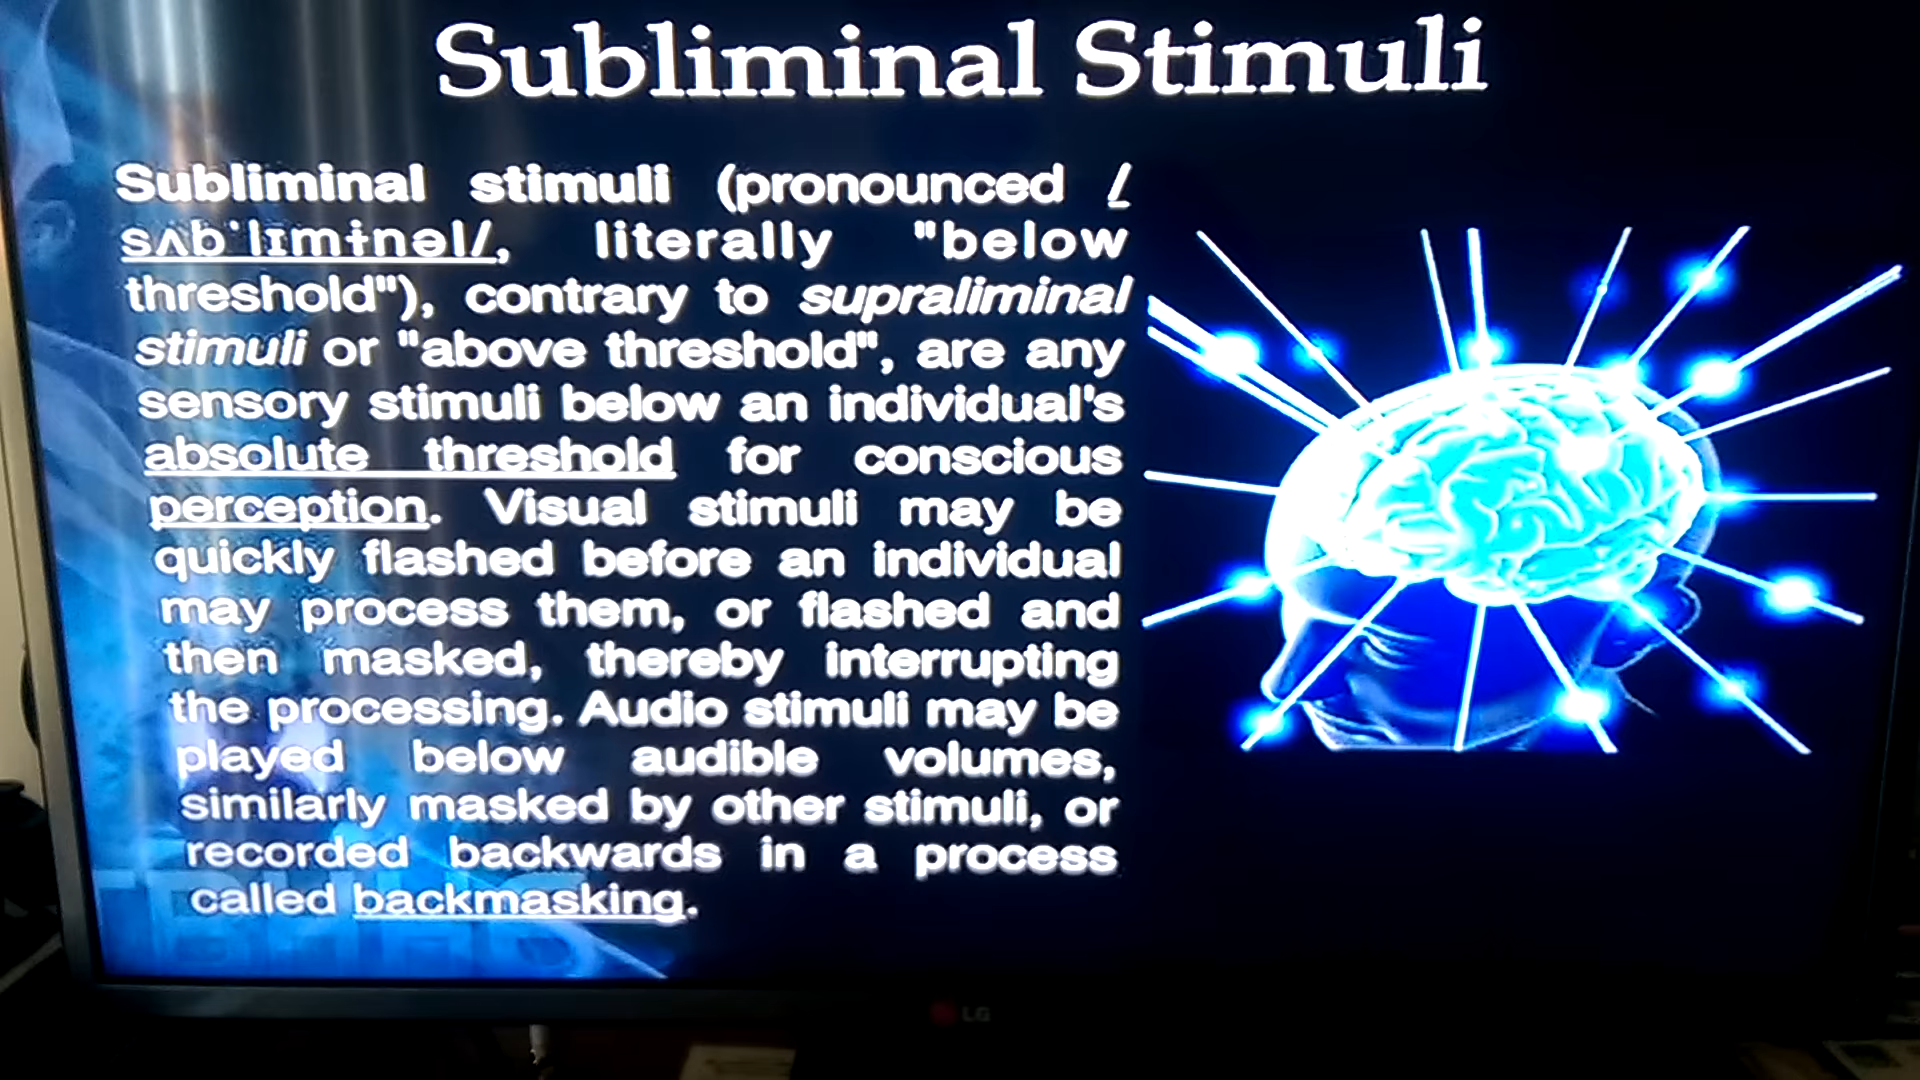 Subliminal Stimuli
Subliminal stimuli (pronounced /
sʌbˈlɪmɨnəl/, literally "below
threshold"), contrary to supraliminal
stimuli or "above threshold", are any
sensory stimuli below an individual's
absolute threshold for conscious
perception. Visual stimuli may be
quickly flashed before an individual
may process them, or flashed and
then masked, thereby interrupting
the processing. Audio stimuli may be
played below audible volumes,
similarly masked by other stimuli, or
recorded backwards in a process
called backmasking.
LG